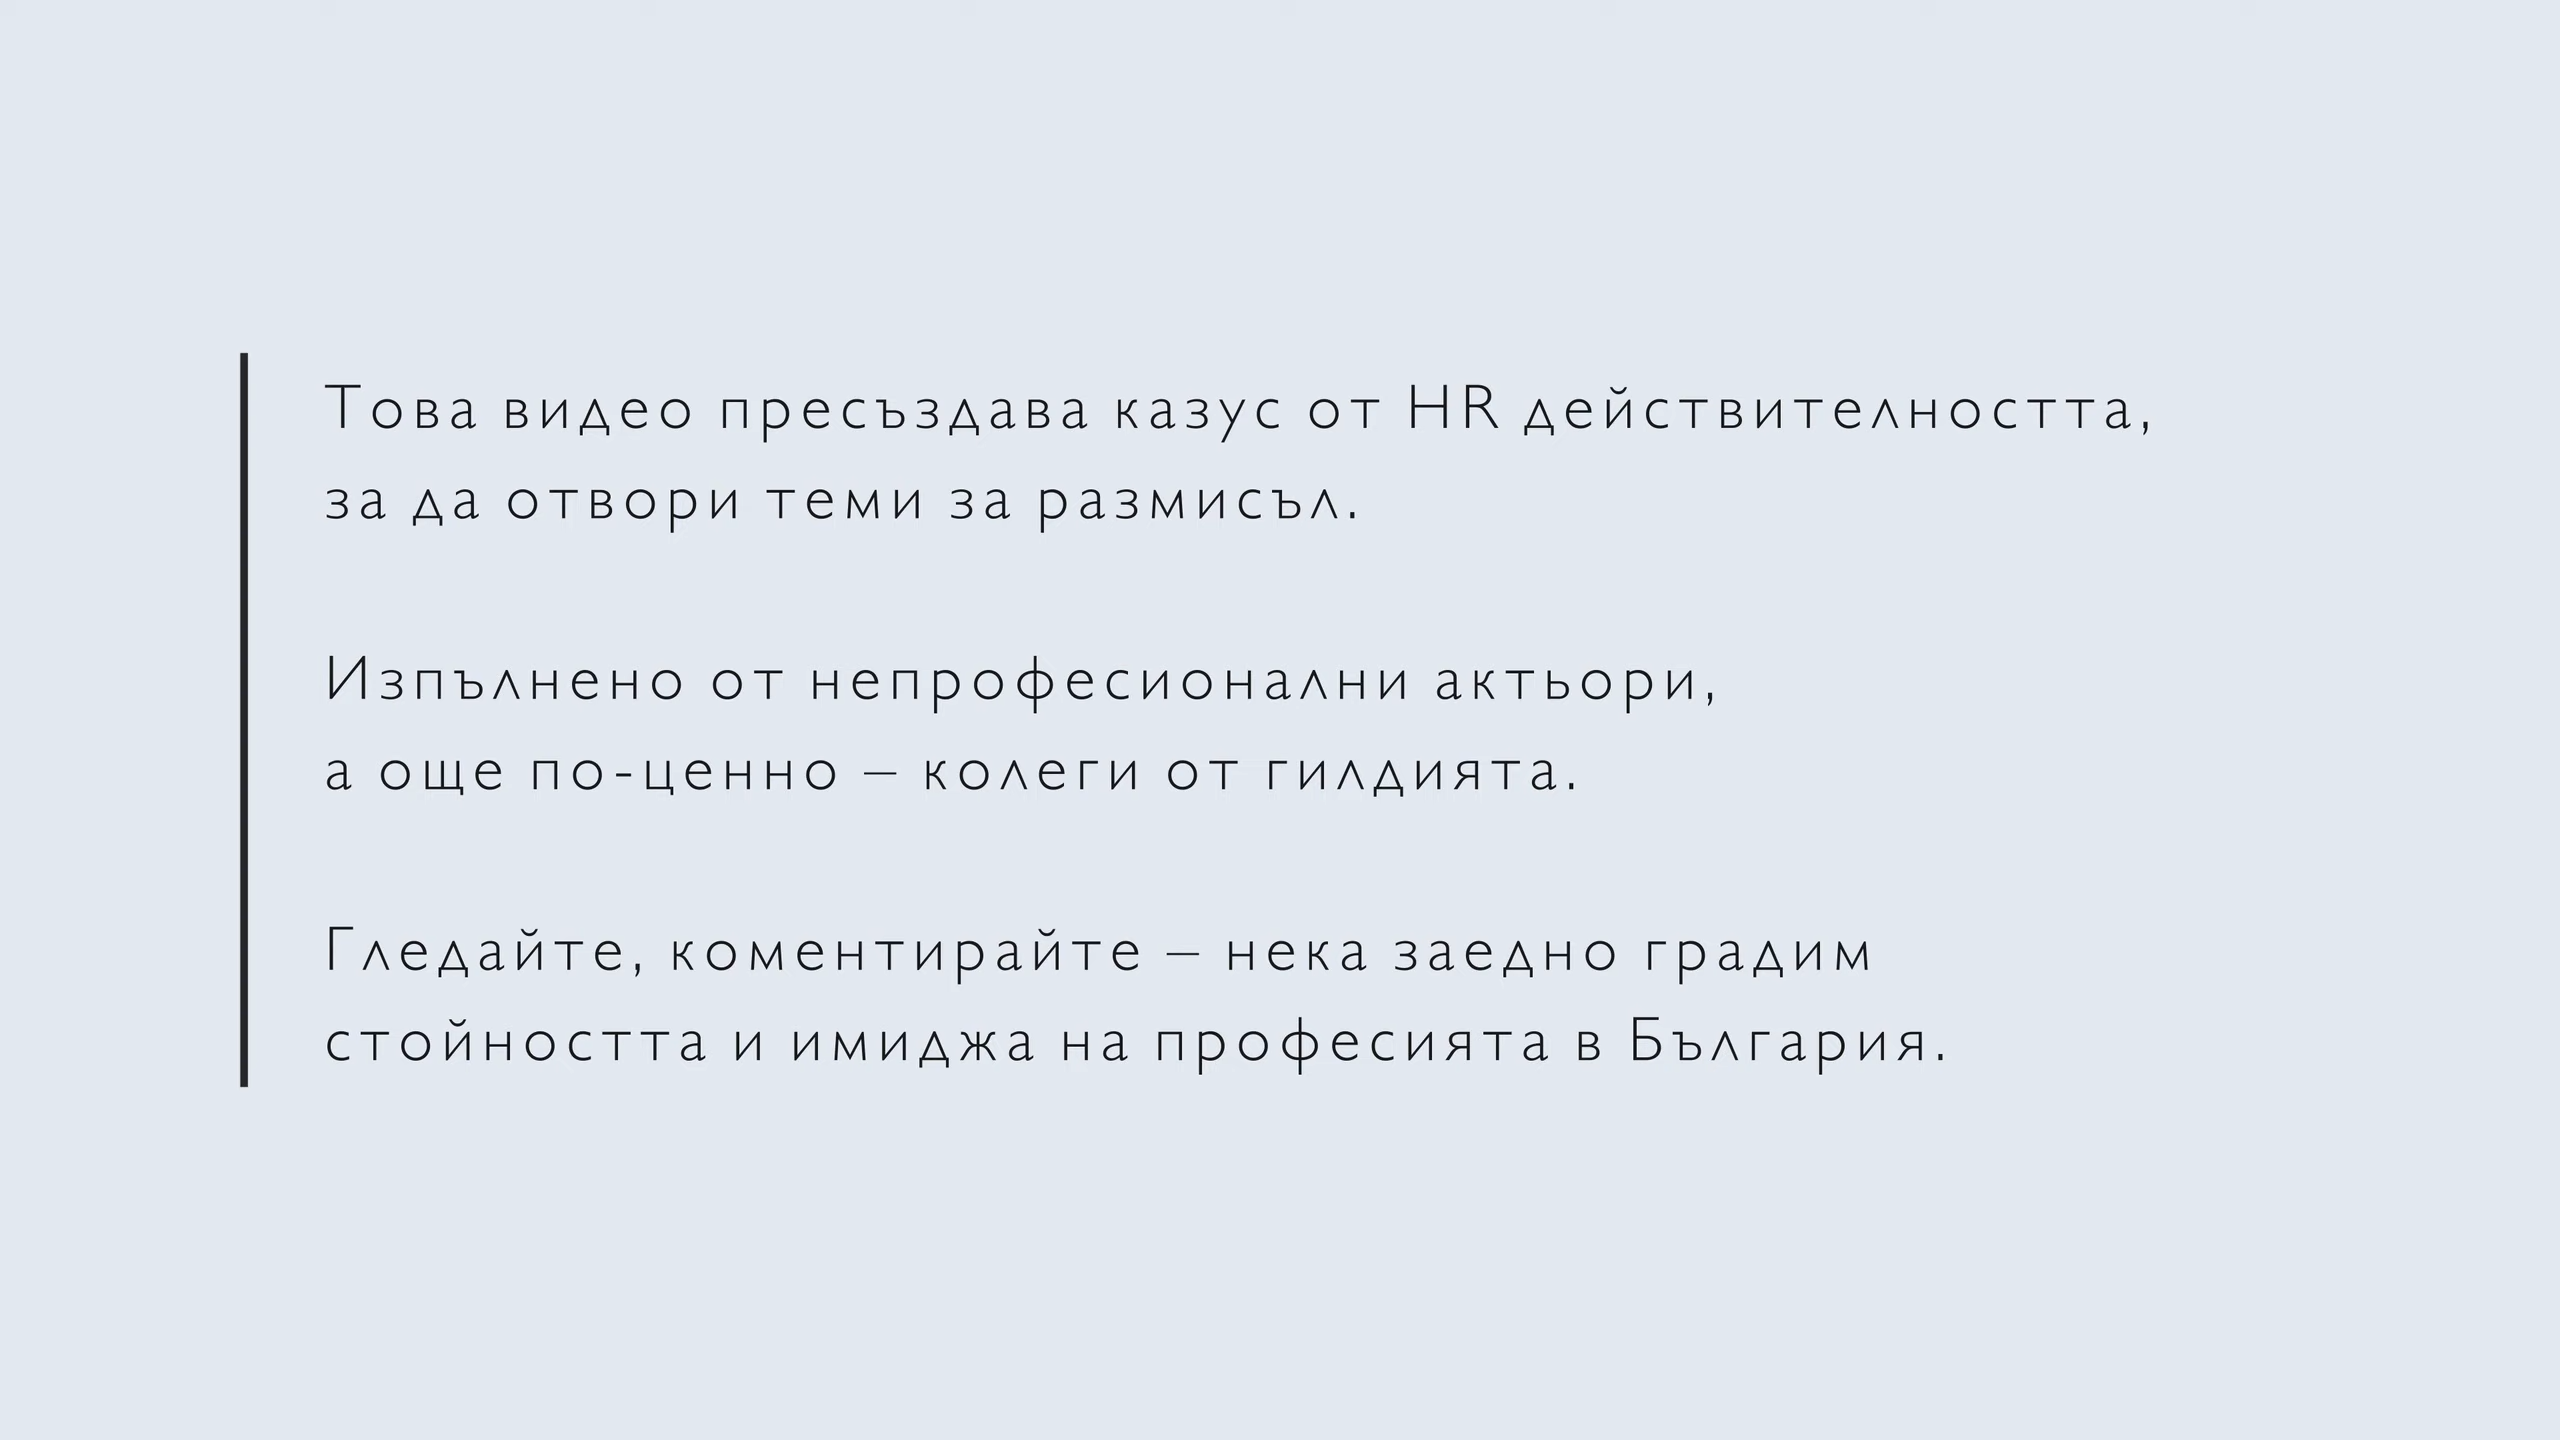 Това видео пресъздава казус от HR действителността,
за да отвори теми за размисъл.
Изпълнено от непрофесионални актьори,
а още по-ценно – колеги от гилдията.
Гледайте, коментирайте – нека заедно градим
стойността и имиджа на професията в България.